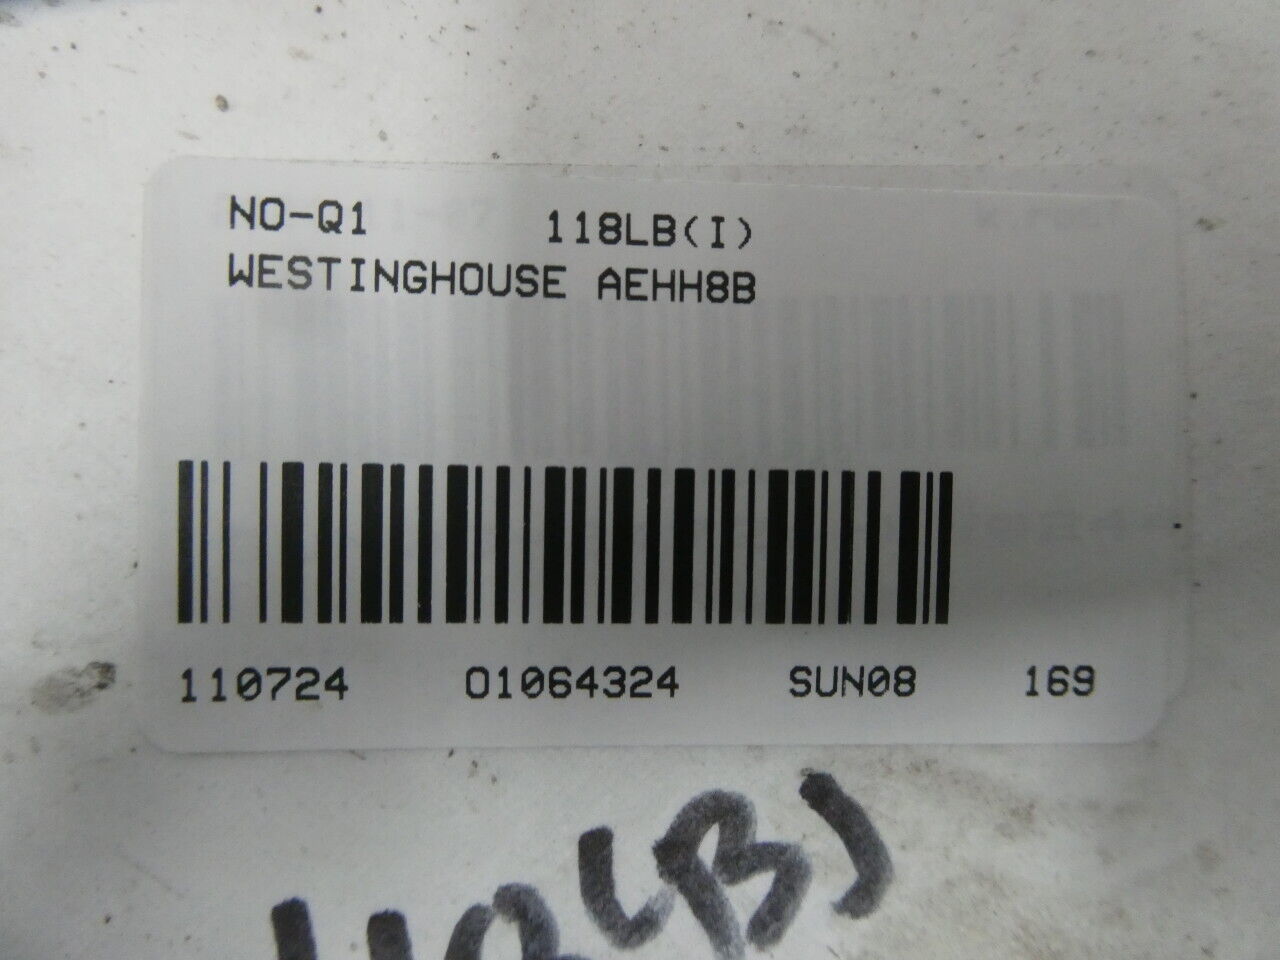 NO-Q1 118LB(I)
WESTINGHOUSE AEHH8B
110724 01064324 SUN08 169